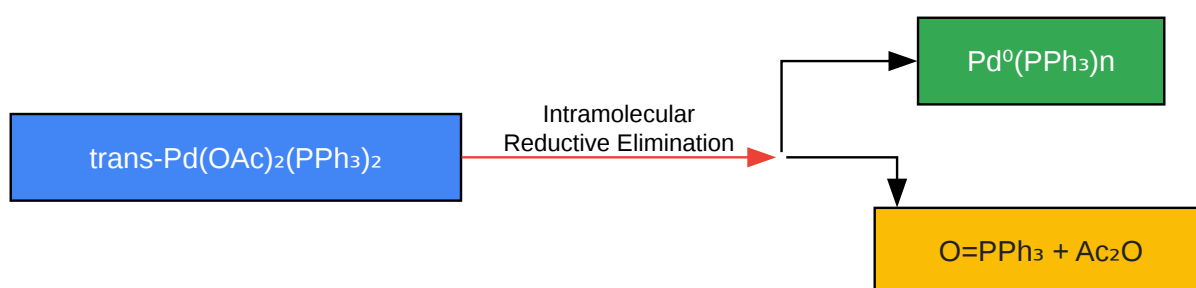 Pd⁰(PPh₃)n
Intramolecular
Reductive Elimination
trans-Pd(OAc)₂(PPh₃)₂
O=PPh₃ + Ac₂O